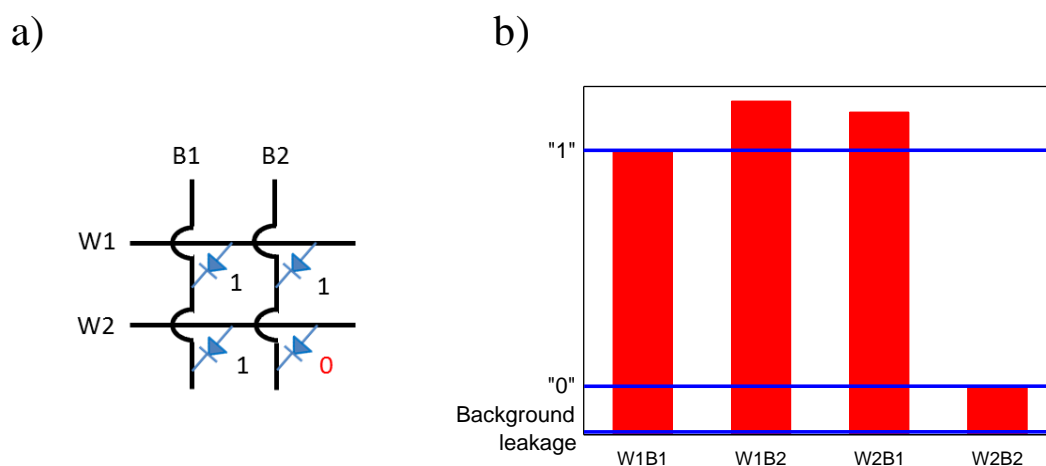 a)
B1 B2
W1
1 1
W2
1 0
b)
"1"
"0"
Background
leakage
W1B1 W1B2 W2B1 W2B2